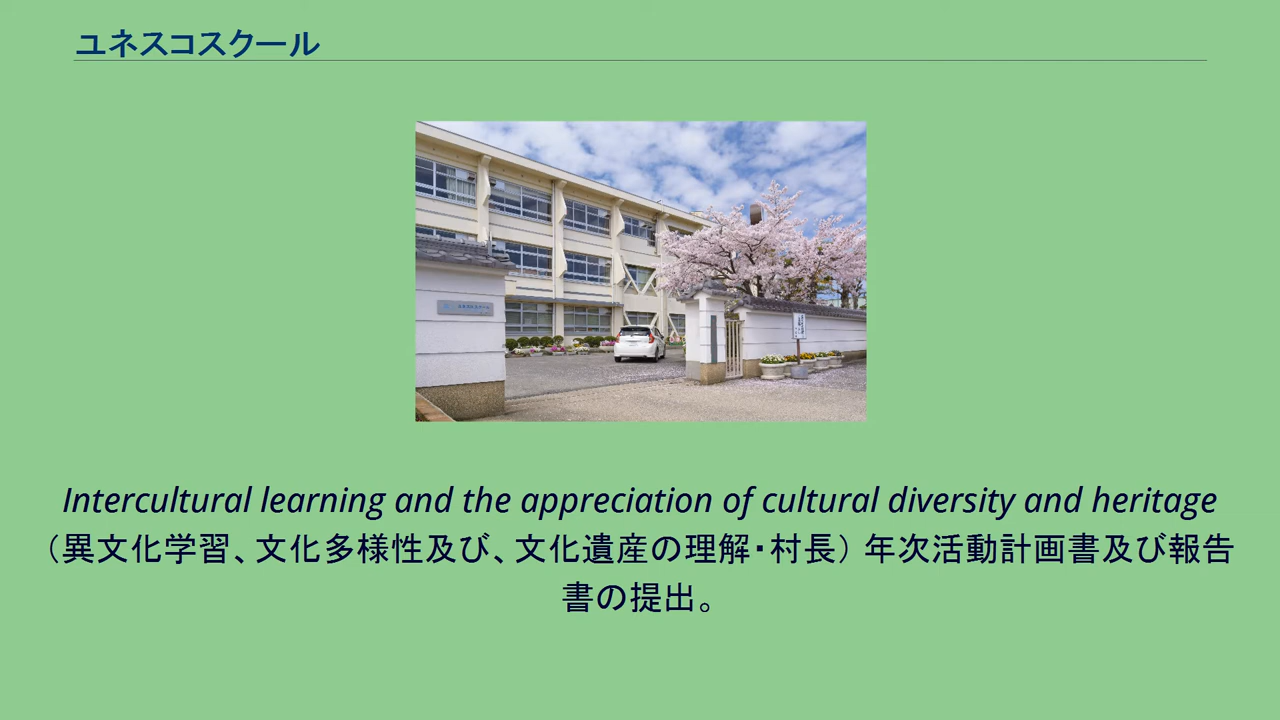 ユネスコスクール
Intercultural learning and the appreciation of cultural diversity and heritage
（異文化学習、文化多様性及び、文化遺産の理解・村長）年次活動計画書及び報告
書の提出。